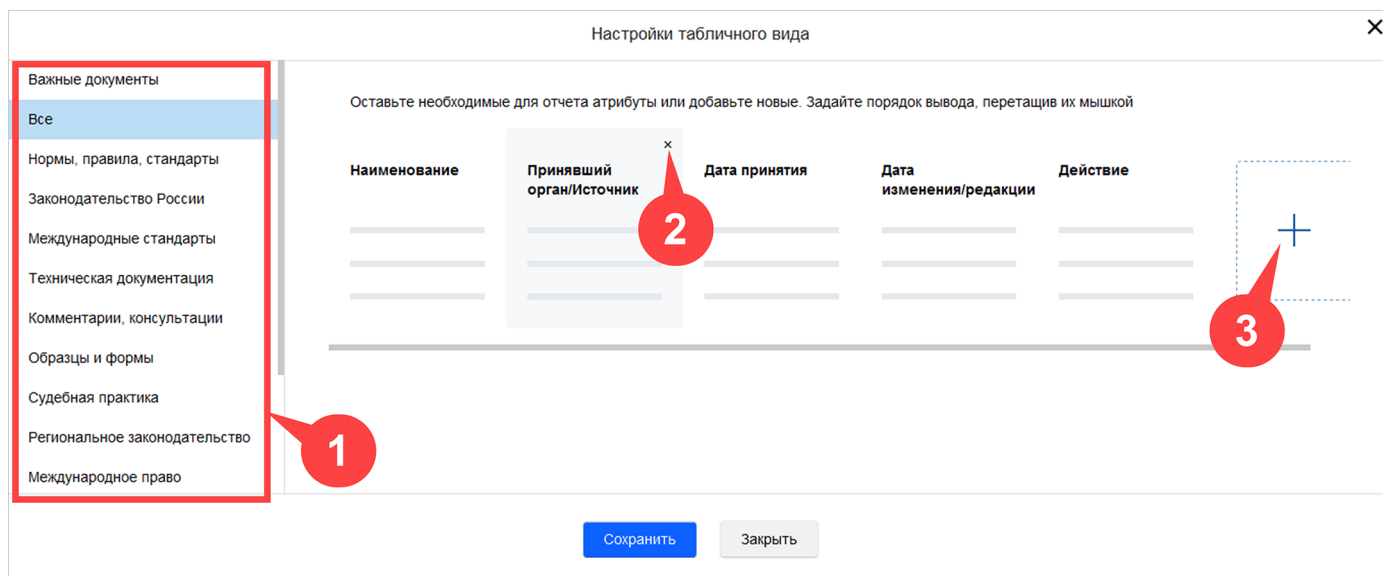 Настройки табличного вида
Важные документы
Все
Нормы, правила, стандарты
Законодательство России
Международные стандарты
Техническая документация
Комментарии, консультации
Образцы и формы
Судебная практика
Региональное законодательство
Международное право
1
Оставьте необходимые для отчета атрибуты или добавьте новые. Задайте порядок вывода, перетащив их мышкой
Наименование
Принявший
орган/Источник
Дата принятия
Дата
изменения/редакции
Действие
2
3
Сохранить
Закрыть